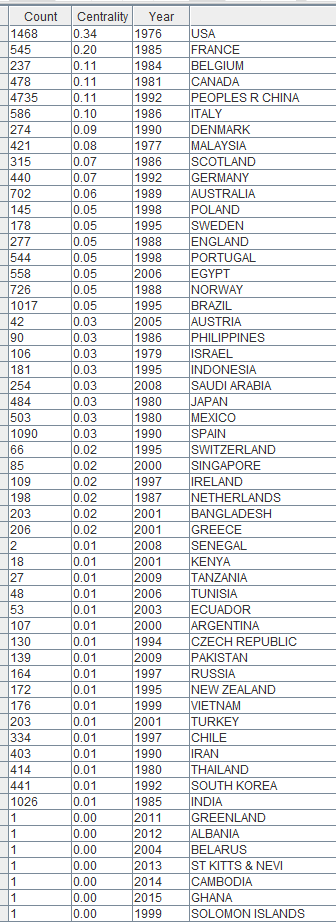 Count Centrality Year
1468 0.34 1976 USA
545 0.20 1985 FRANCE
237 0.11 1984 BELGIUM
478 0.11 1981 CANADA
4735 0.11 1992 PEOPLES R CHINA
586 0.10 1986 ITALY
274 0.09 1990 DENMARK
421 0.08 1977 MALAYSIA
315 0.07 1986 SCOTLAND
440 0.07 1992 GERMANY
702 0.06 1989 AUSTRALIA
145 0.05 1998 POLAND
178 0.05 1995 SWEDEN
277 0.05 1988 ENGLAND
544 0.05 1998 PORTUGAL
558 0.05 2006 EGYPT
726 0.05 1988 NORWAY
1017 0.05 1995 BRAZIL
42 0.03 2005 AUSTRIA
90 0.03 1986 PHILIPPINES
106 0.03 1979 ISRAEL
181 0.03 1995 INDONESIA
254 0.03 2008 SAUDI ARABIA
484 0.03 1980 JAPAN
503 0.03 1980 MEXICO
1090 0.03 1990 SPAIN
66 0.02 1995 SWITZERLAND
85 0.02 2000 SINGAPORE
109 0.02 1997 IRELAND
198 0.02 1987 NETHERLANDS
203 0.02 2001 BANGLADESH
206 0.02 2001 GREECE
2 0.01 2008 SENEGAL
18 0.01 2001 KENYA
27 0.01 2009 TANZANIA
48 0.01 2006 TUNISIA
53 0.01 2003 ECUADOR
107 0.01 2000 ARGENTINA
130 0.01 1994 CZECH REPUBLIC
139 0.01 2009 PAKISTAN
164 0.01 1997 RUSSIA
172 0.01 1995 NEW ZEALAND
176 0.01 1999 VIETNAM
203 0.01 2001 TURKEY
334 0.01 1997 CHILE
403 0.01 1990 IRAN
414 0.01 1980 THAILAND
441 0.01 1992 SOUTH KOREA
1026 0.01 1985 INDIA
1 0.00 2011 GREENLAND
1 0.00 2012 ALBANIA
1 0.00 2004 BELARUS
1 0.00 2013 ST KITTS & NEVI
1 0.00 2014 CAMBODIA
1 0.00 2015 GHANA
1 0.00 1999 SOLOMON ISLANDS